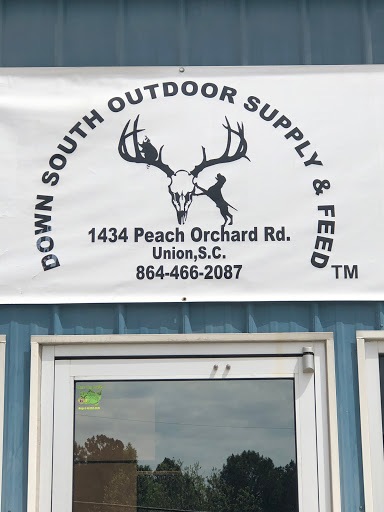 DOWN SOUTH OUTDOOR SUPPLY & FEED
TM
1434 Peach Orchard Rd.
Union,S.C.
864-466-2087